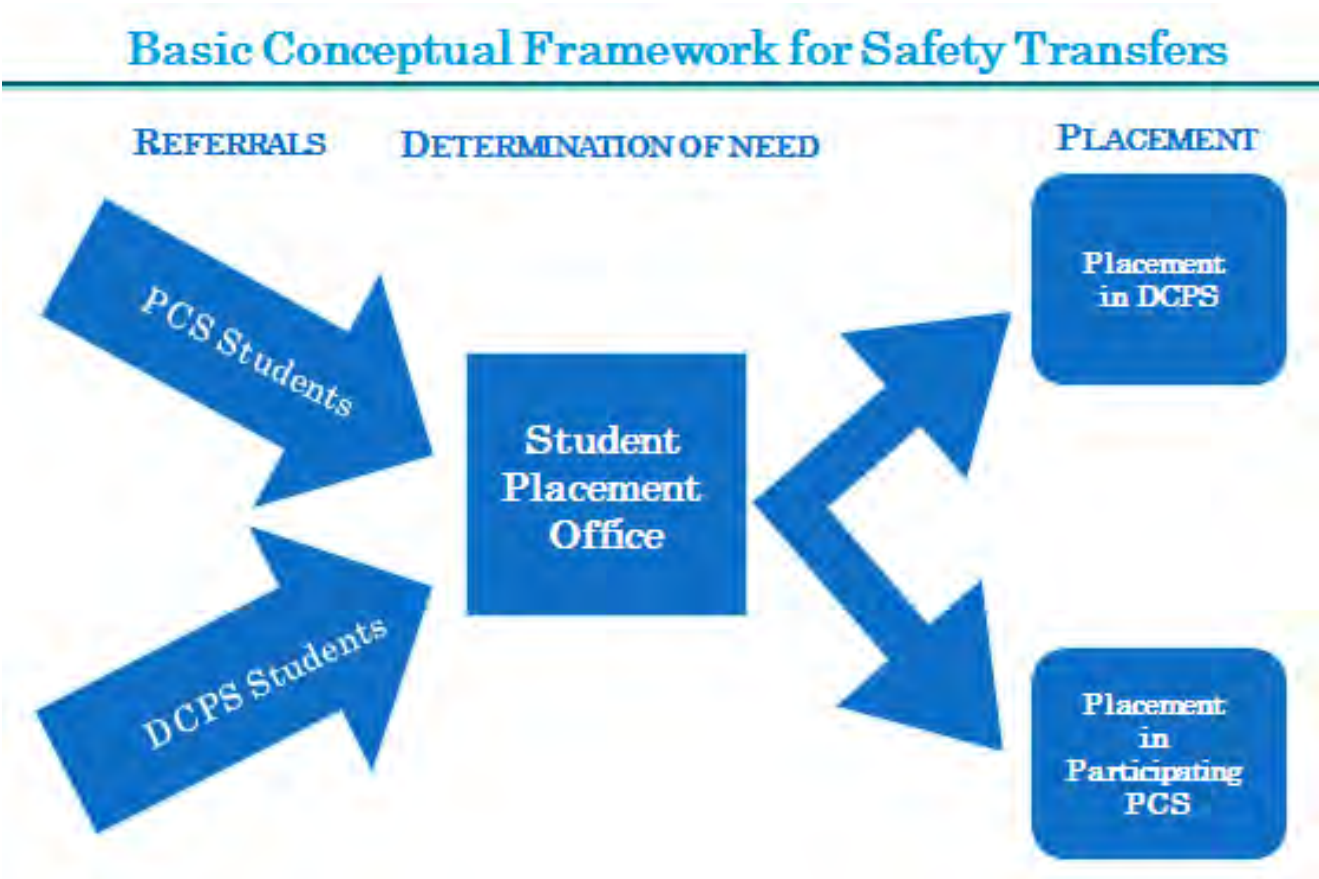 Basic Conceptual Framework for Safety Transfers
REFERRALS
DETERMINATION OF NEED
PLACEMENT
PCS Students
DCPS Students
Student
Placement
Office
Placement
in DCPS
Placement
in
Participating
PCS